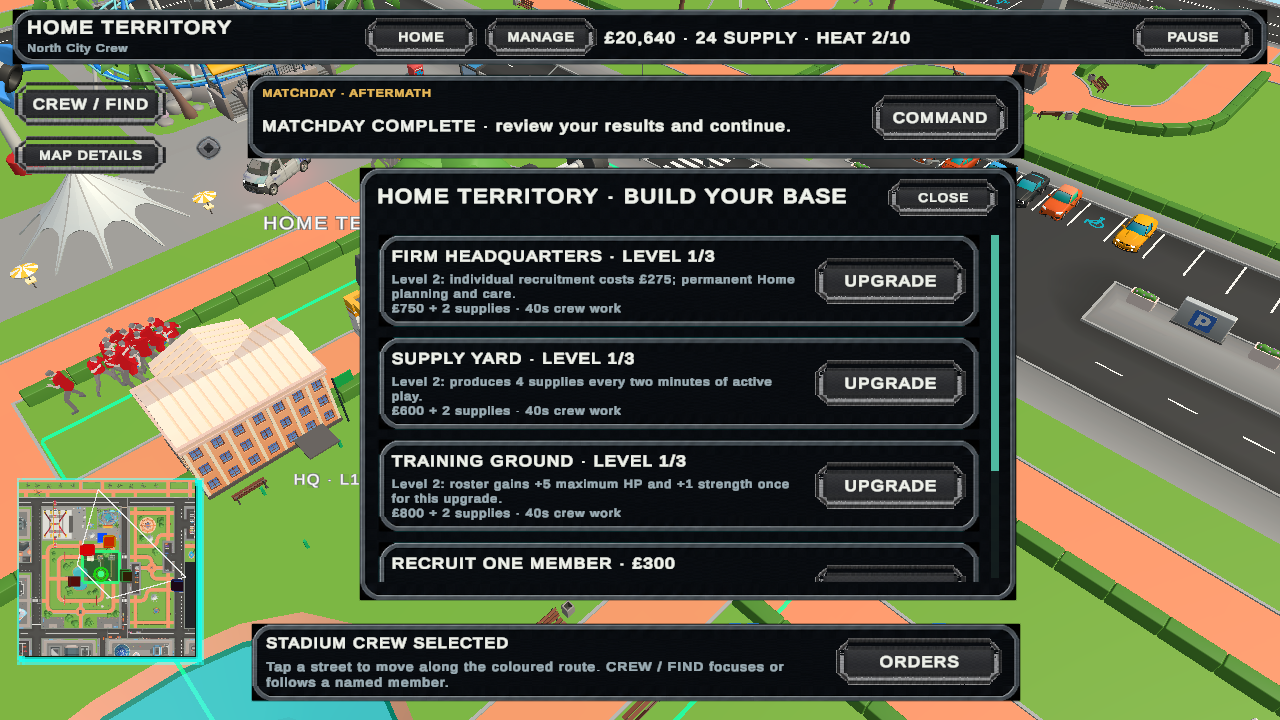 HOME TERRITORY
North City Crew
HOME
MANAGE
£20,640 · 24 SUPPLY · HEAT 2/10
PAUSE
CREW / FIND
MAP DETAILS
MATCHDAY · AFTERMATH
MATCHDAY COMPLETE · review your results and continue.
COMMAND
HOME TE
HOME TERRITORY · BUILD YOUR BASE
CLOSE
FIRM HEADQUARTERS · LEVEL 1/3
Level 2: individual recruitment costs £275; permanent Home
planning and care.
£750 + 2 supplies · 40s crew work
UPGRADE
SUPPLY YARD · LEVEL 1/3
Level 2: produces 4 supplies every two minutes of active
play.
£600 + 2 supplies · 40s crew work
UPGRADE
TRAINING GROUND · LEVEL 1/3
Level 2: roster gains +5 maximum HP and +1 strength once
for this upgrade.
£800 + 2 supplies · 40s crew work
UPGRADE
RECRUIT ONE MEMBER · £300
HQ · L1
P
STADIUM CREW SELECTED
Tap a street to move along the coloured route. CREW / FIND focuses or
follows a named member.
ORDERS